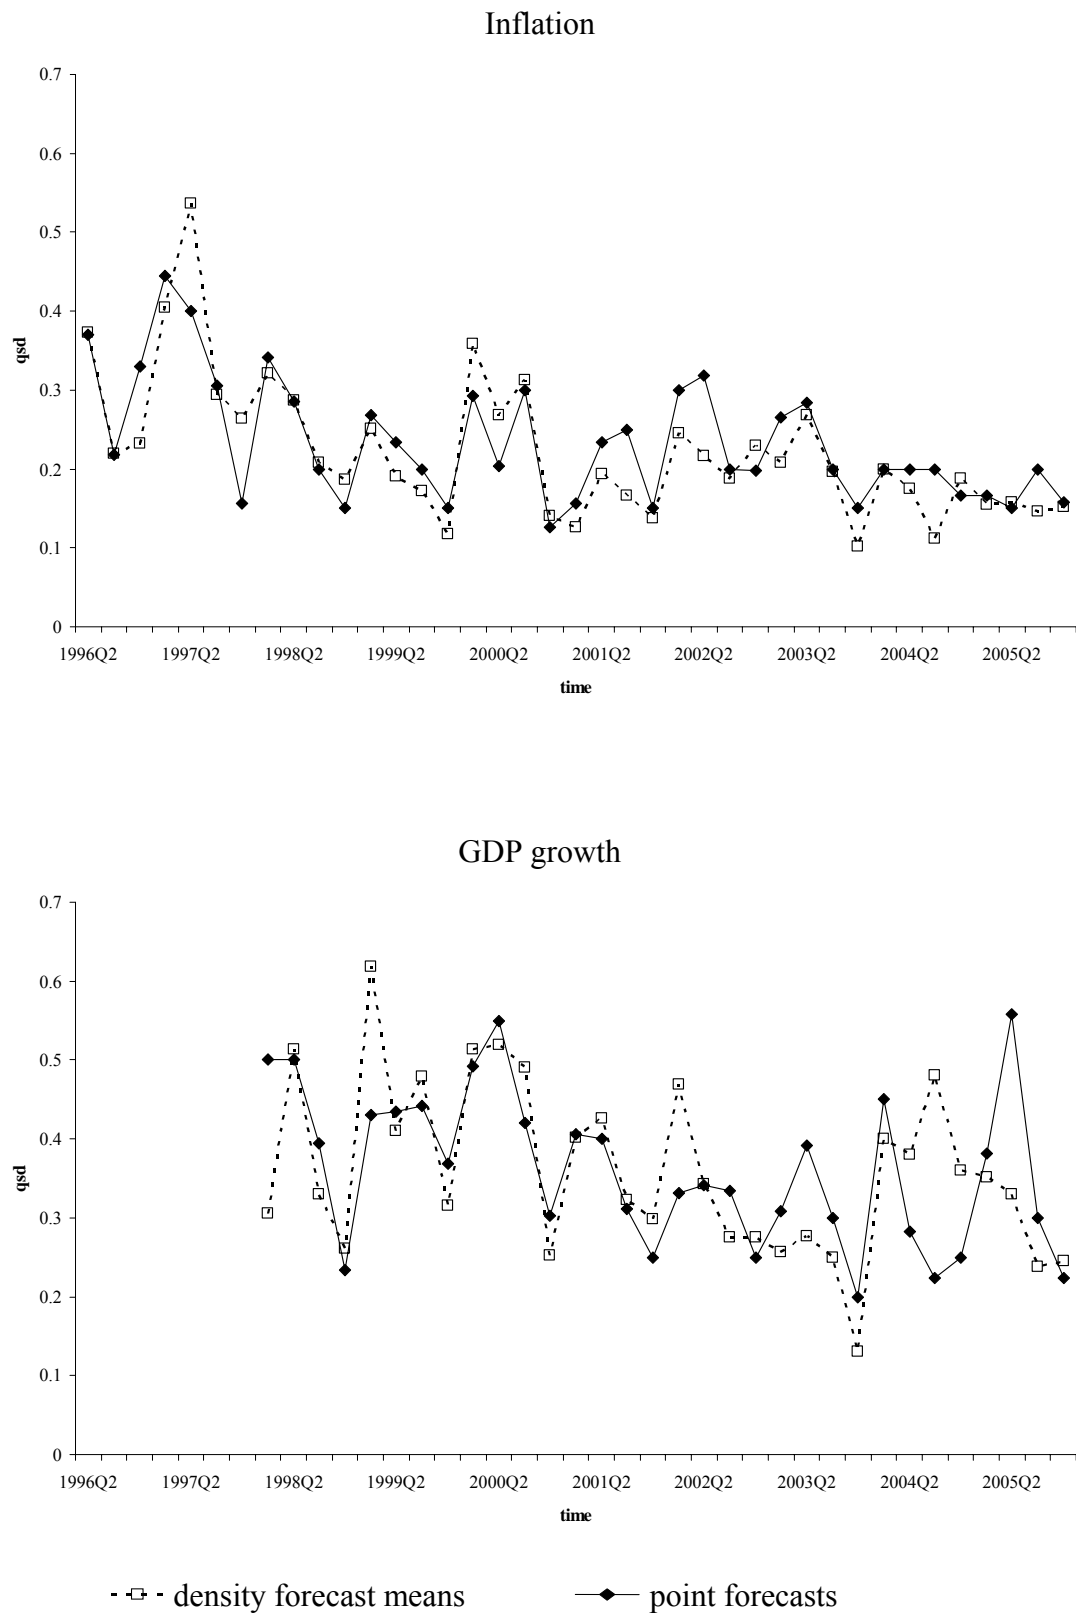 Inflation
0.7
0.6
0.5
0.4
0.3
0.2
0.1
0
qsd
1996Q2 1997Q2 1998Q2 1999Q2 2000Q2 2001Q2 2002Q2 2003Q2 2004Q2 2005Q2
time
GDP growth
0.7
0.6
0.5
0.4
0.3
0.2
0.1
0
qsd
1996Q2 1997Q2 1998Q2 1999Q2 2000Q2 2001Q2 2002Q2 2003Q2 2004Q2 2005Q2
time
density forecast means point forecasts